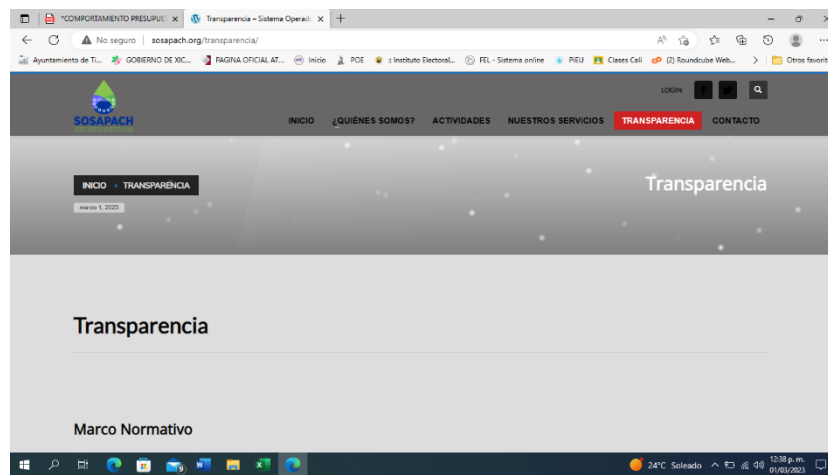 "COMPORTAMIENTO PRESUPUE
Transparencia – Sistema Operad
No seguro
sosapach.org/transparencia/
Ayuntamiento de Ti... GOBIERNO DE XIC... PAGINA OFICIAL AT... Inicio POE :: Instituto Electoral... FEL - Sistema online PiEU Clases Cali (2) Roundcube Web... Otros favorit
LOGIN
SOSAPACH
INICIO ¿QUIÉNES SOMOS? ACTIVIDADES NUESTROS SERVICIOS TRANSPARENCIA CONTACTO
INICIO TRANSPARENCIA
Transparencia
marzo 1, 2023
Transparencia
Marco Normativo
24°C Soleado
12:38 p. m.
01/03/2023